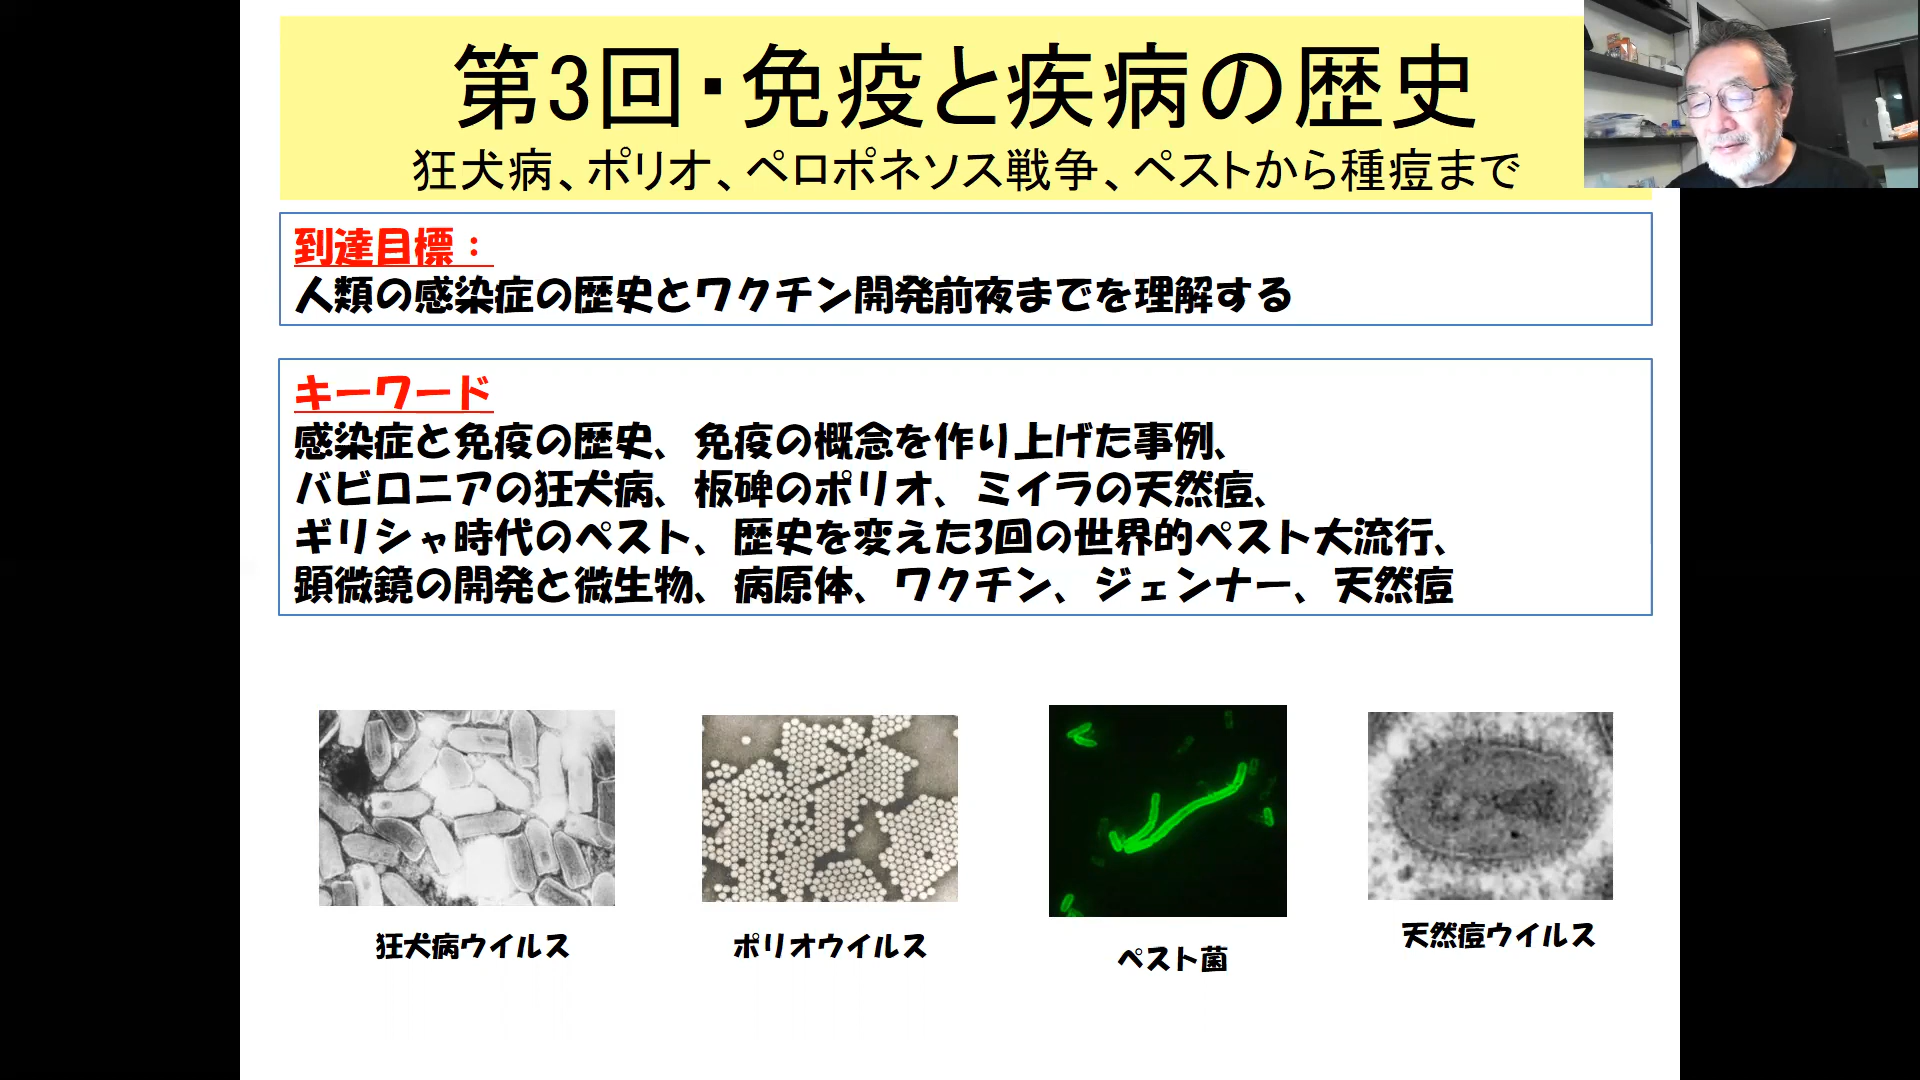 第3回・免疫と疾病の歴史
狂犬病、ポリオ、ペロポネソス戦争、ペストから種痘まで
到達目標：
人類の感染症の歴史とワクチン開発前夜までを理解する
キーワード
感染症と免疫の歴史、免疫の概念を作り上げた事例、
バビロニアの狂犬病、板碑のポリオ、ミイラの天然痘、
ギリシャ時代のペスト、歴史を変えた3回の世界的ペスト大流行、
顕微鏡の開発と微生物、病原体、ワクチン、ジェンナー、天然痘
狂犬病ウイルス
ポリオウイルス
ペスト菌
天然痘ウイルス